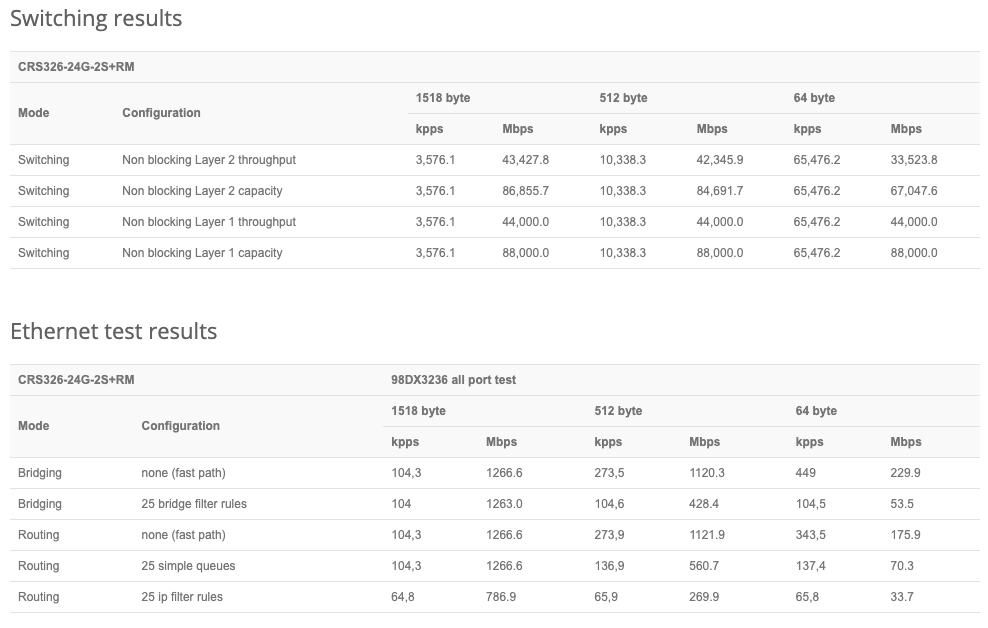 Switching results
CRS326-24G-2S+RM
Mode Configuration 1518 byte 512 byte 64 byte
kpps Mbps kpps Mbps kpps Mbps
Switching Non blocking Layer 2 throughput 3,576.1 43,427.8 10,338.3 42,345.9 65,476.2 33,523.8
Switching Non blocking Layer 2 capacity 3,576.1 86,855.7 10,338.3 84,691.7 65,476.2 67,047.6
Switching Non blocking Layer 1 throughput 3,576.1 44,000.0 10,338.3 44,000.0 65,476.2 44,000.0
Switching Non blocking Layer 1 capacity 3,576.1 88,000.0 10,338.3 88,000.0 65,476.2 88,000.0
Ethernet test results
CRS326-24G-2S+RM 98DX3236 all port test
Mode Configuration 1518 byte 512 byte 64 byte
kpps Mbps kpps Mbps kpps Mbps
Bridging none (fast path) 104,3 1266.6 273,5 1120.3 449 229.9
Bridging 25 bridge filter rules 104 1263.0 104,6 428.4 104,5 53.5
Routing none (fast path) 104,3 1266.6 273,9 1121.9 343,5 175.9
Routing 25 simple queues 104,3 1266.6 136,9 560.7 137,4 70.3
Routing 25 ip filter rules 64,8 786.9 65,9 269.9 65,8 33.7